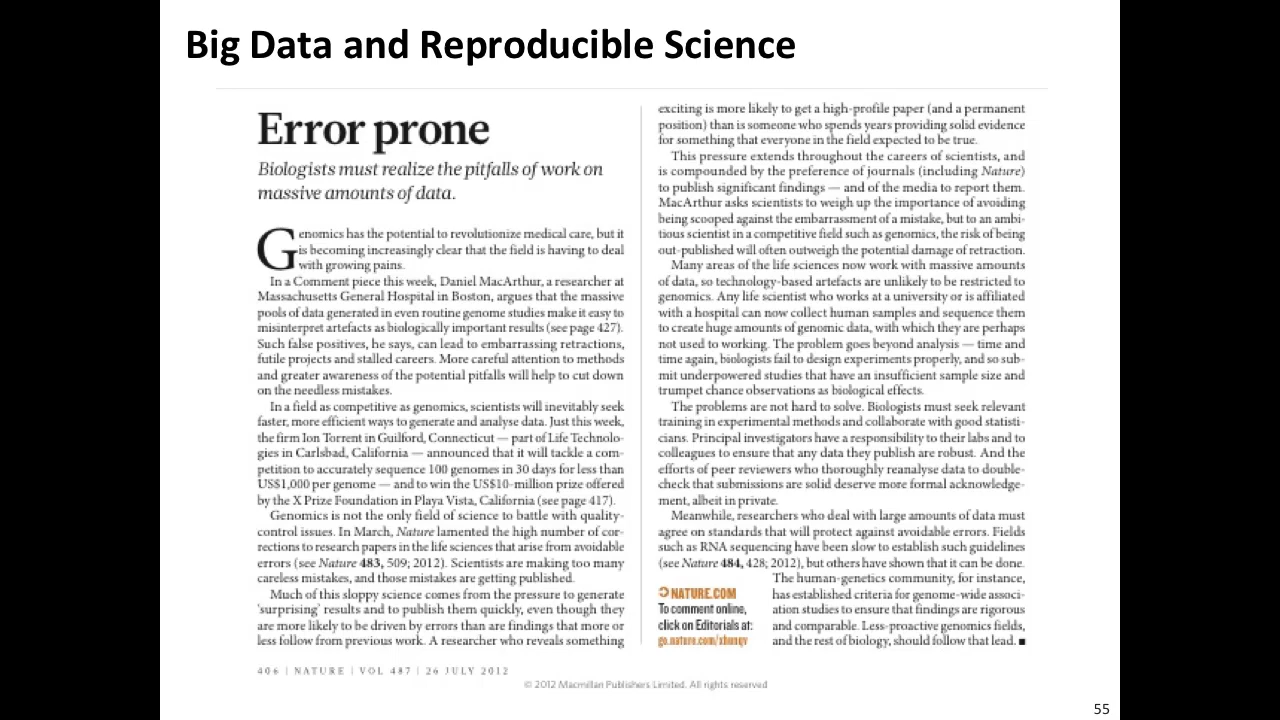 Big Data and Reproducible Science
Error prone
Biologists must realize the pitfalls of work on
massive amounts of data.
Genomics has the potential to revolutionize medical care, but it
is becoming increasingly clear that the field is having to deal
with growing pains.
In a Comment piece this week, Daniel MacArthur, a researcher at
Massachusetts General Hospital in Boston, argues that the massive
pools of data generated in even routine genome studies make it easy to
misinterpret artefacts as biologically important results (see page 427).
Such false positives, he says, can lead to embarrassing retractions,
futile projects and stalled careers. More careful attention to methods
and greater awareness of the potential pitfalls will help to cut down
on the needless mistakes.
In a field as competitive as genomics, scientists will inevitably seek
faster, more efficient ways to generate and analyse data. Just this week,
the firm Ion Torrent in Guilford, Connecticut — part of Life Technolo-
gies in Carlsbad, California — announced that it will tackle a com-
petition to accurately sequence 100 genomes in 30 days for less than
US$1,000 per genome — and to win the US$10-million prize offered
by the X Prize Foundation in Playa Vista, California (see page 417).
Genomics is not the only field of science to battle with quality-
control issues. In March, Nature lamented the high number of cor-
rections to research papers in the life sciences that arise from avoidable
errors (see Nature 483, 509; 2012). Scientists are making too many
careless mistakes, and those mistakes are getting published.
Much of this sloppy science comes from the pressure to generate
'surprising' results and to publish them quickly, even though they
are more likely to be driven by errors than are findings that more or
less follow from previous work. A researcher who reveals something
exciting is more likely to get a high-profile paper (and a permanent
position) than is someone who spends years providing solid evidence
for something that everyone in the field expected to be true.
This pressure extends throughout the careers of scientists, and
is compounded by the preference of journals (including Nature)
to publish significant findings — and of the media to report them.
MacArthur asks scientists to weigh up the importance of avoiding
being scooped against the embarrassment of a mistake, but to an ambi-
tious scientist in a competitive field such as genomics, the risk of being
out-published will often outweigh the potential damage of retraction.
Many areas of the life sciences now work with massive amounts
of data, so technology-based artefacts are unlikely to be restricted to
genomics. Any life scientist who works at a university or is affiliated
with a hospital can now collect human samples and sequence them
to create huge amounts of genomic data, with which they are perhaps
not used to working. The problem goes beyond analysis — time and
time again, biologists fail to design experiments properly, and so sub-
mit underpowered studies that have an insufficient sample size and
trumpet chance observations as biological effects.
The problems are not hard to solve. Biologists must seek relevant
training in experimental methods and collaborate with good statisti-
cians. Principal investigators have a responsibility to their labs and to
colleagues to ensure that any data they publish are robust. And the
efforts of peer reviewers who thoroughly reanalyse data to double-
check that submissions are solid deserve more formal acknowledge-
ment, albeit in private.
Meanwhile, researchers who deal with large amounts of data must
agree on standards that will protect against avoidable errors. Fields
such as RNA sequencing have been slow to establish such guidelines
(see Nature 484, 428; 2012), but others have shown that it can be done.
The human-genetics community, for instance,
has established criteria for genome-wide associ-
ation studies to ensure that findings are rigorous
and comparable. Less-proactive genomics fields,
and the rest of biology, should follow that lead. ■
NATURE.COM
To comment online,
click on Editorials at:
go.nature.com/xhunqv
406 | NATURE | VOL 487 | 26 JULY 2012
© 2012 Macmillan Publishers Limited. All rights reserved
55